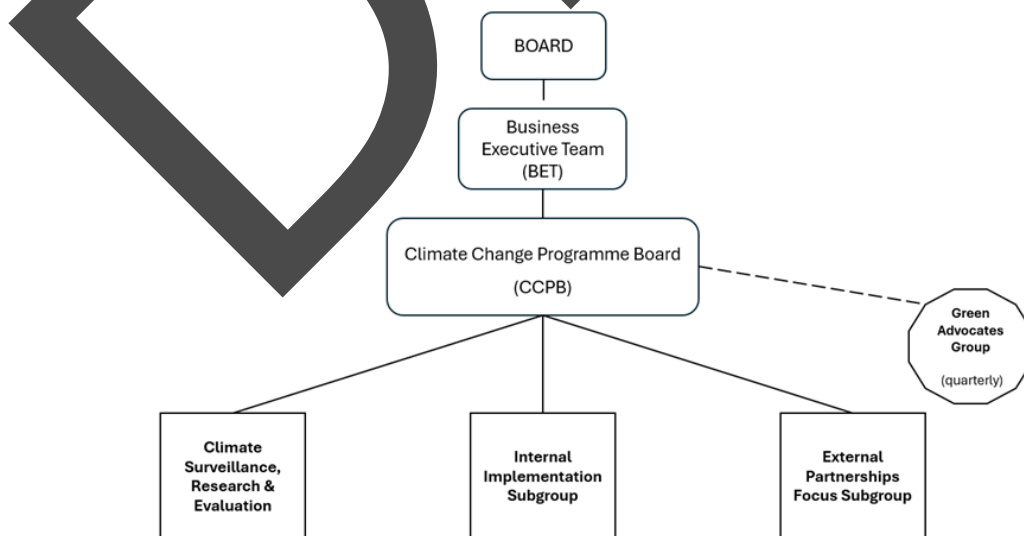 BOARD
Business
Executive Team
(BET)
Climate Change Programme Board
(CCPB)
Green
Advocates
Group
(quarterly)
Climate
Surveillance,
Research &
Evaluation
Internal
Implementation
Subgroup
External
Partnerships
Focus Subgroup